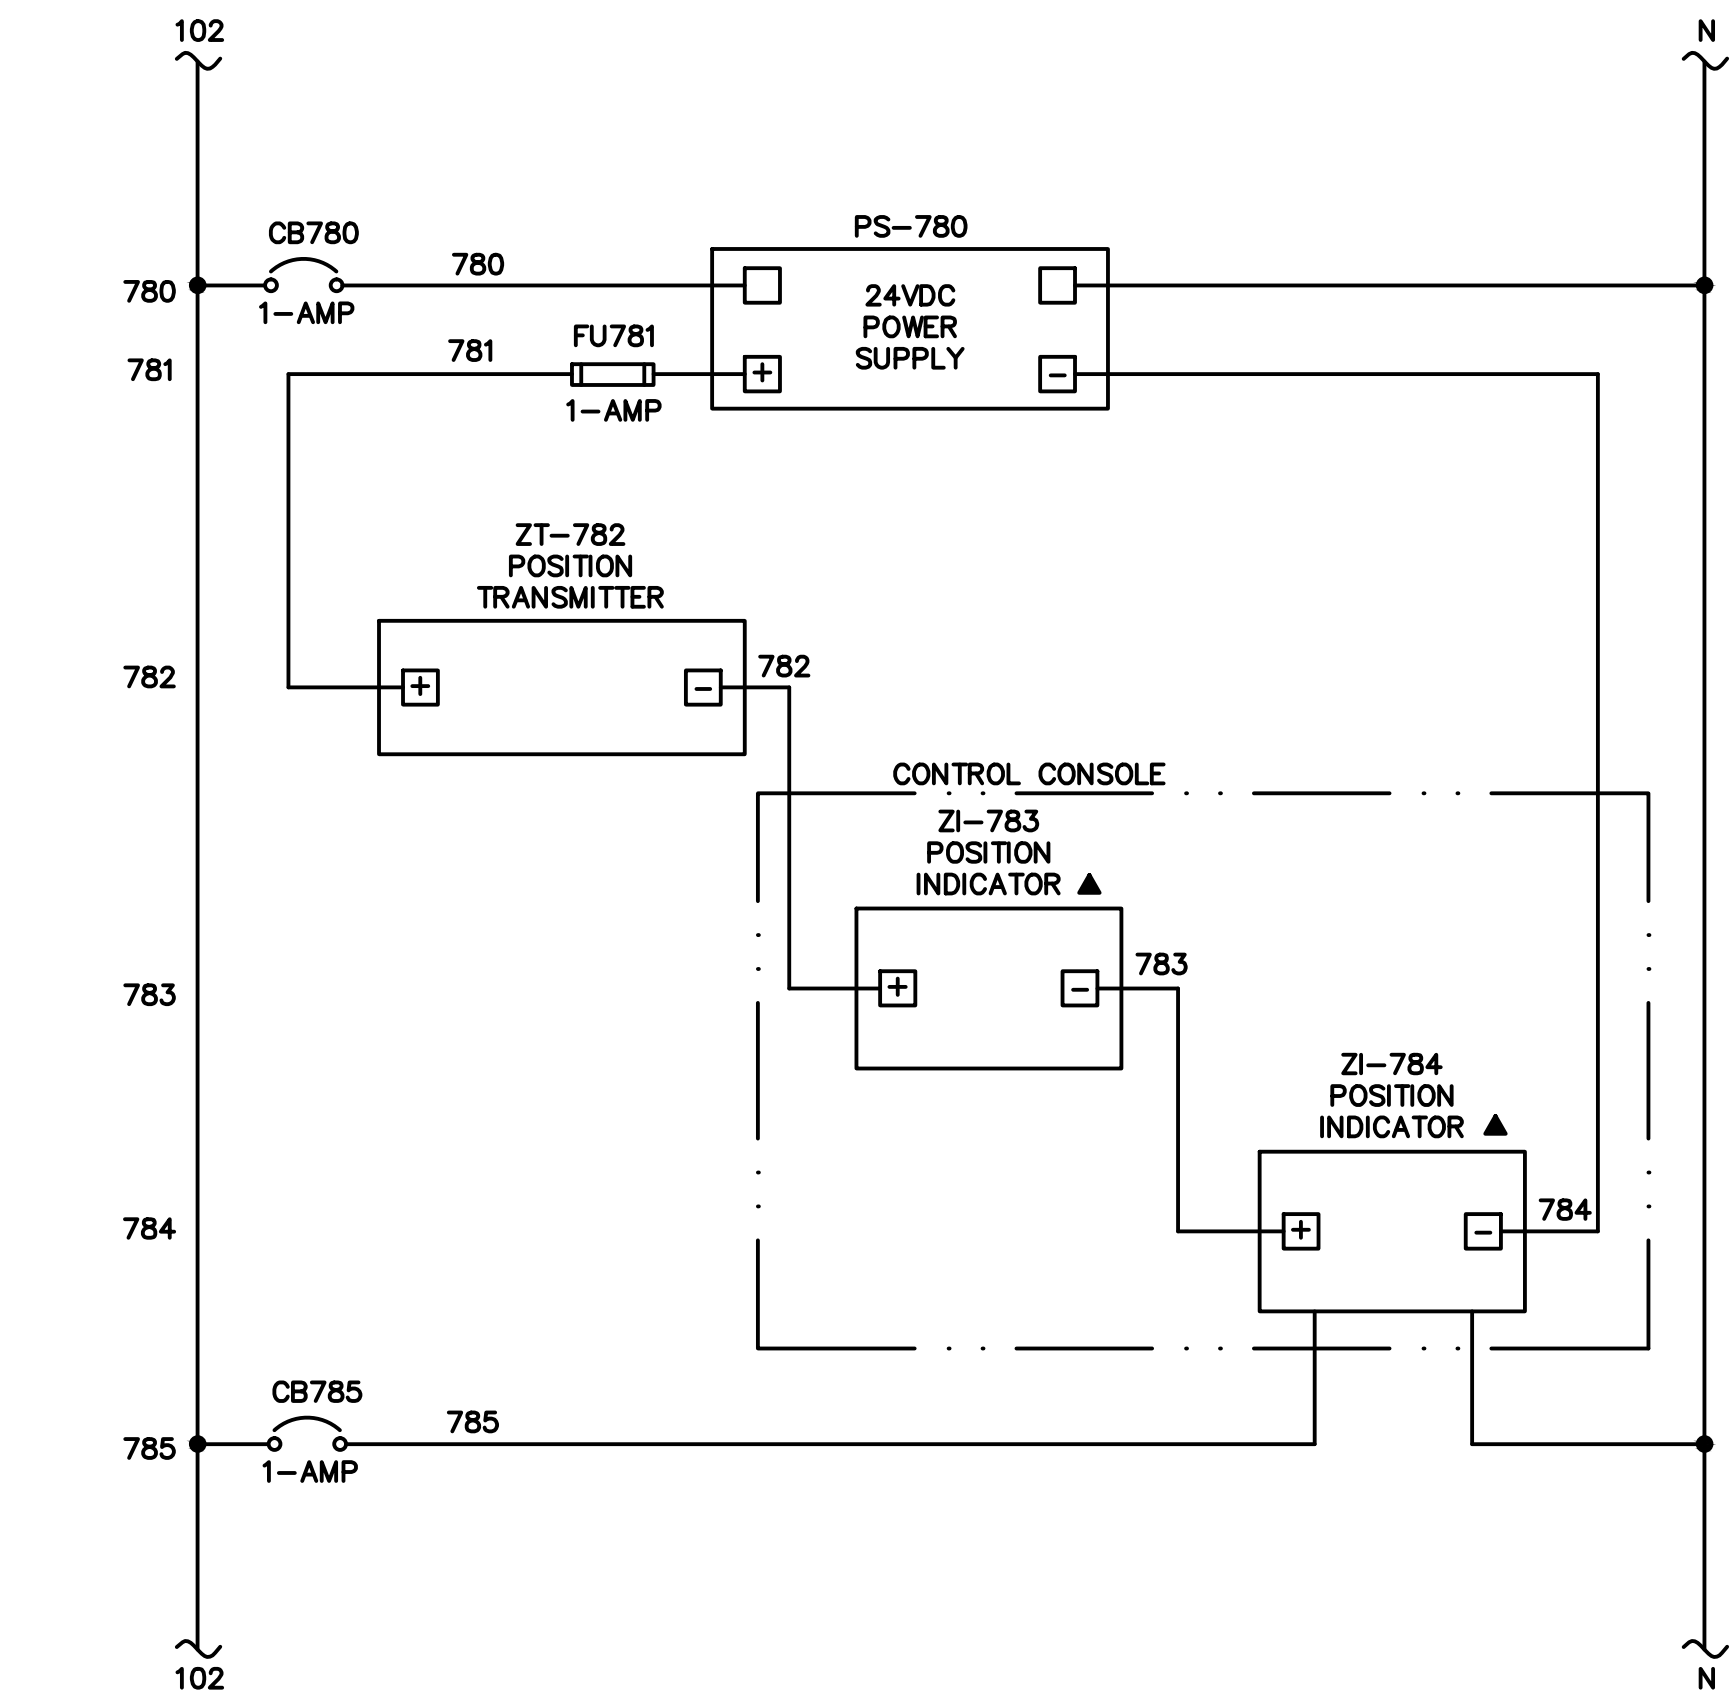 102
N
CB780
780
780
1-AMP
PS-780
24VDC
POWER
SUPPLY
781
781
FU781
1-AMP
+
-
ZT-782
POSITION
TRANSMITTER
782
+
-
782
CONTROL CONSOLE
ZI-783
POSITION
INDICATOR
783
+
-
783
ZI-784
POSITION
INDICATOR
784
+
-
784
CB785
785
785
1-AMP
102
N